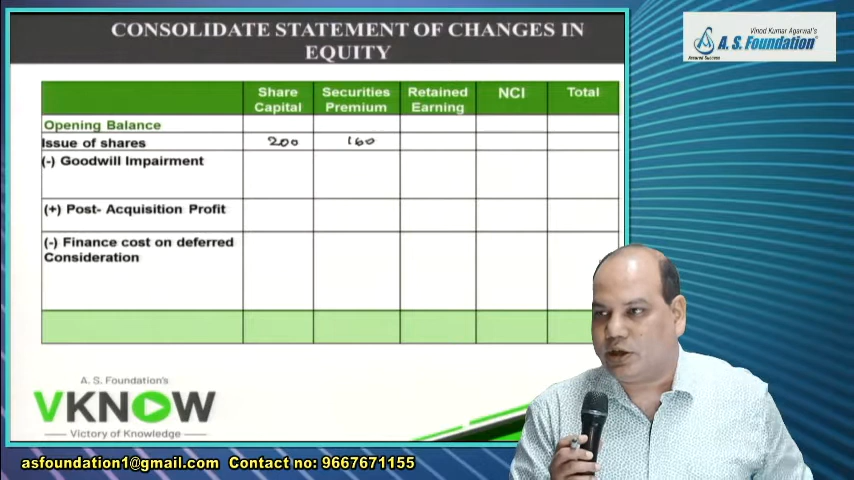 CONSOLIDATE STATEMENT OF CHANGES IN
EQUITY
Vinod Kumar Agarwal's
A. S. Foundation®
Assured Success
Share Capital
Securities Premium
Retained Earning
NCI
Total
Opening Balance
Issue of shares 200 160
(-) Goodwill Impairment
(+) Post- Acquisition Profit
(-) Finance cost on deferred
Consideration
A. S. Foundation's
VKNOW
Victory of Knowledge
asfoundation1@gmail.com Contact no: 9667671155